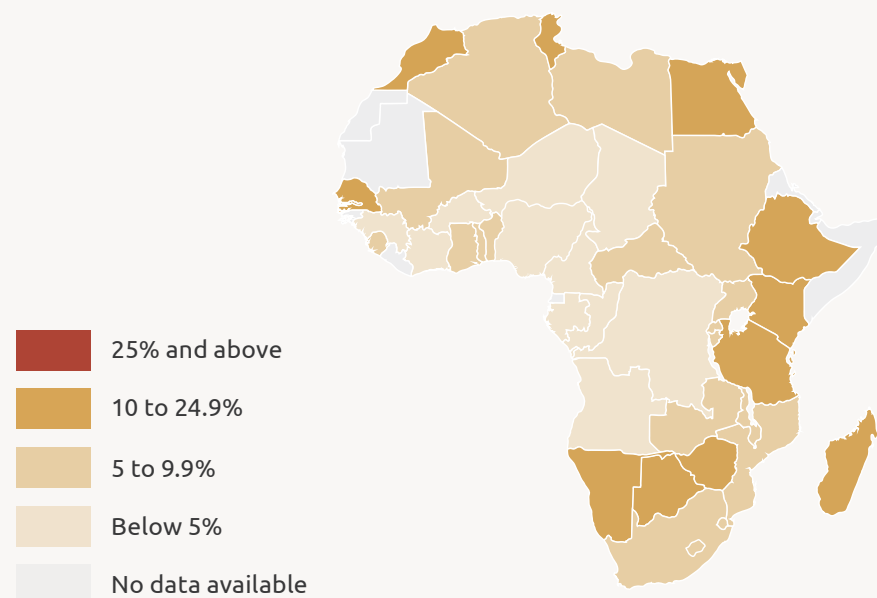 25% and above
10 to 24.9%
5 to 9.9%
Below 5%
No data available